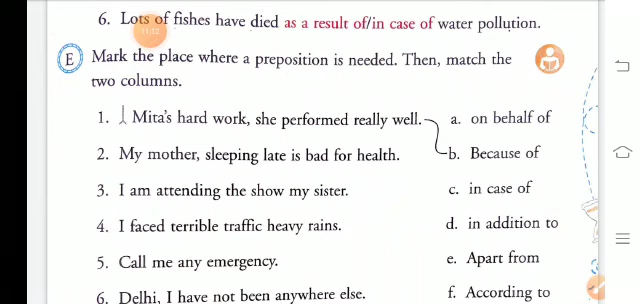 6. Lots of fishes have died as a result of/in case of water pollution.
11:12
E Mark the place where a preposition is needed. Then, match the
two columns.
1. Mita's hard work, she performed really well. a. on behalf of
2. My mother, sleeping late is bad for health. b. Because of
3. I am attending the show my sister. c. in case of
4. I faced terrible traffic heavy rains. d. in addition to
5. Call me any emergency. e. Apart from
6. Delhi, I have not been anywhere else. f. According to